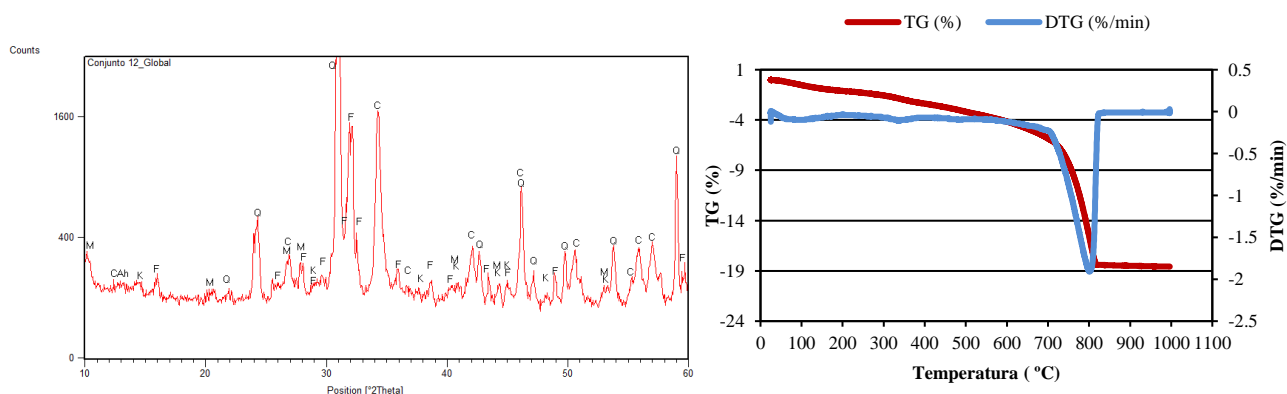 Counts
Conjunto 12_Global
1600
400
0
M
CAh
K
F
M
Q
Q
F
C
M
M
F
K
F
F
Q
F
F
F
C
F
C
K
F
F
M
K
C
Q
F
M
K
K
F
C
Q
Q
K
F
Q
C
M
K
Q
C
C
C
Q
F
10
20
30
40
50
60
Position [°2Theta]
TG (%)
DTG (%/min)
1
-4
-9
-14
-19
-24
TG (%)
0.5
0
-0.5
-1
-1.5
-2
-2.5
DTG (%/min)
0 100 200 300 400 500 600 700 800 900 1000 1100
Temperatura ( ºC)